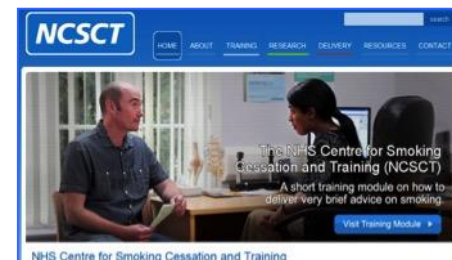 NCSCT
search
HOME ABOUT TRAINING RESEARCH DELIVERY RESOURCES CONTACT
The NHS Centre for Smoking
Cessation and Training (NCSCT)
A short training module on how to
deliver very brief advice on smoking.
Visit Training Module
NHS Centre for Smoking Cessation and Training